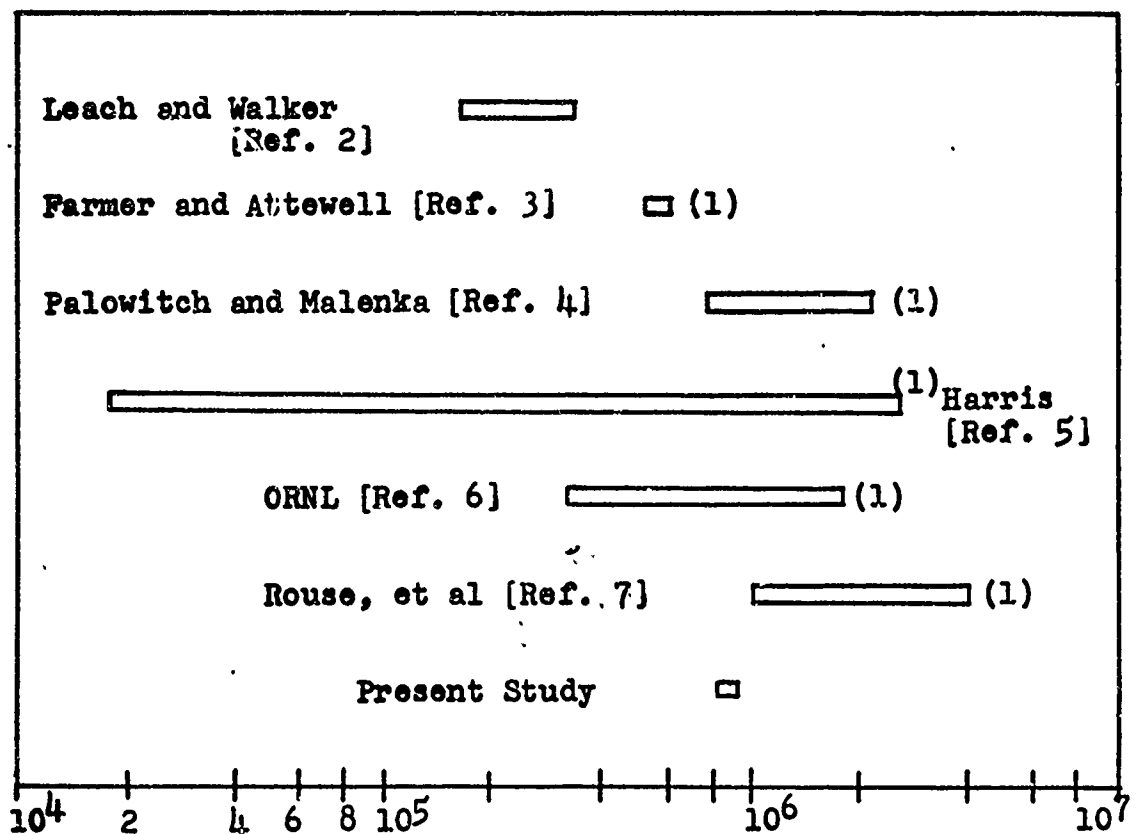 Leach and Walker
[Ref. 2]
Farmer and Attewell [Ref. 3]
(1)
Palowitch and Malenka [Ref. 4]
(1)
(1)
Harris
[Ref. 5]
ORNL [Ref. 6]
(1)
Rouse, et al [Ref. 7]
(1)
Present Study
10⁴ 2 4 6 8 10⁵ 10⁶ 10⁷